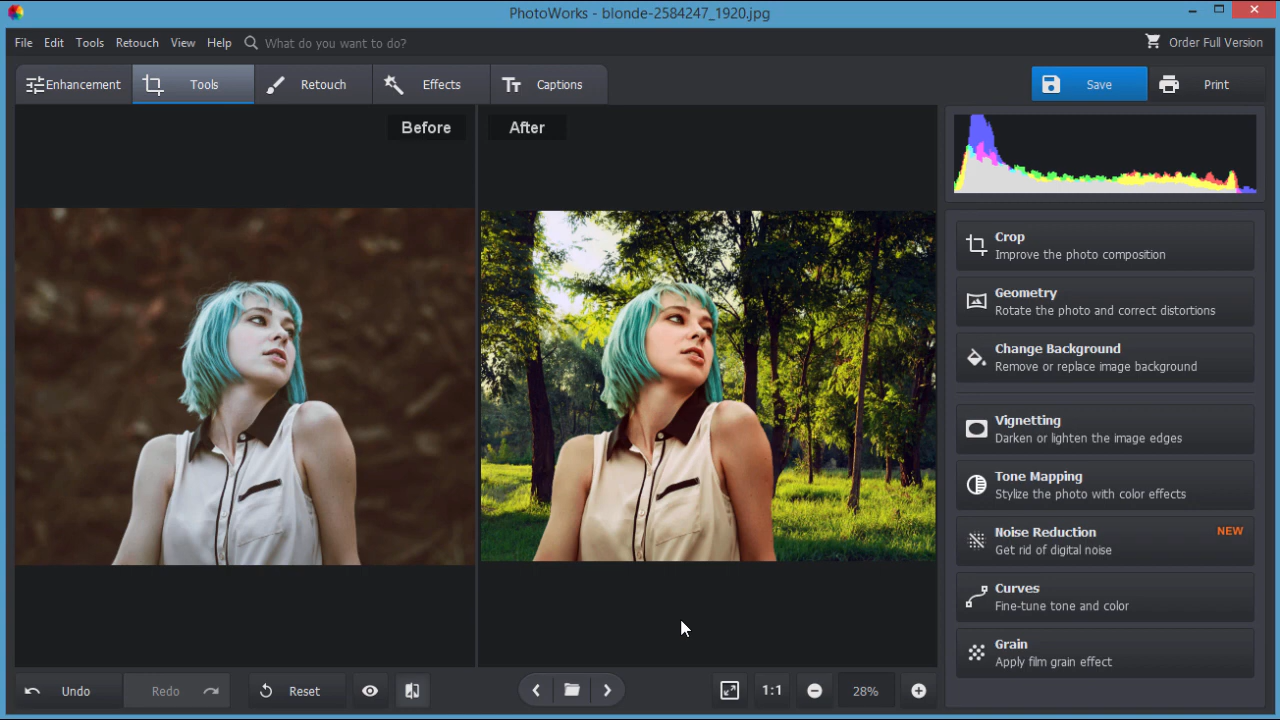 PhotoWorks - blonde-2584247_1920.jpg
File Edit Tools Retouch View Help What do you want to do? Order Full Version
Enhancement Tools Retouch Effects Tт Captions Save Print
Before After
Crop
Improve the photo composition
Geometry
Rotate the photo and correct distortions
Change Background
Remove or replace image background
Vignetting
Darken or lighten the image edges
Tone Mapping
Stylize the photo with color effects
Noise Reduction NEW
Get rid of digital noise
Curves
Fine-tune tone and color
Grain
Apply film grain effect
Undo Redo Reset 1:1 28%